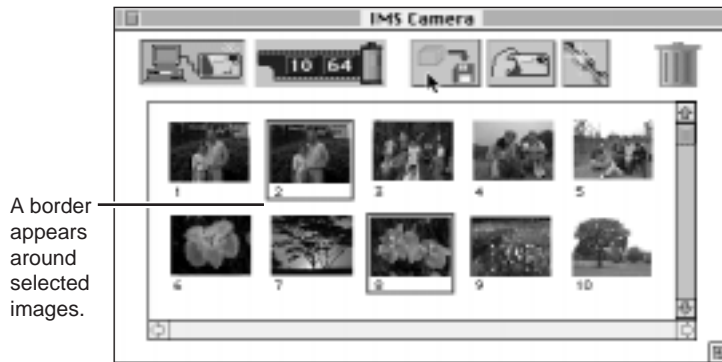 IMS Camera
10 64
1 2 3 4 5
A border
appears
around
selected
images.
6 7 8 9 10